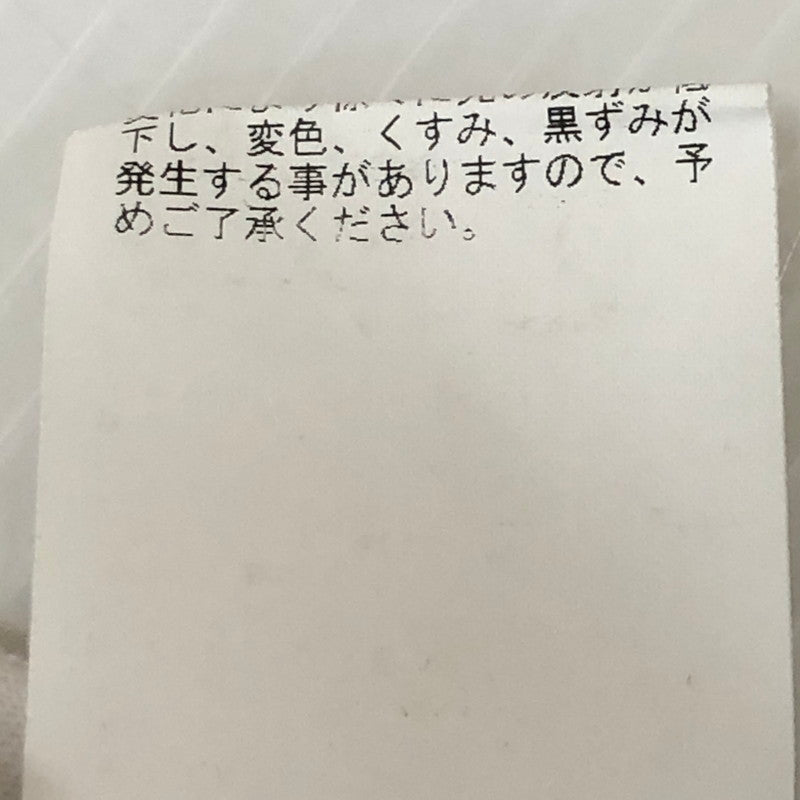 下し、変色、くすみ、黒ずみが
発生する事がありますので、予
めご了承ください。